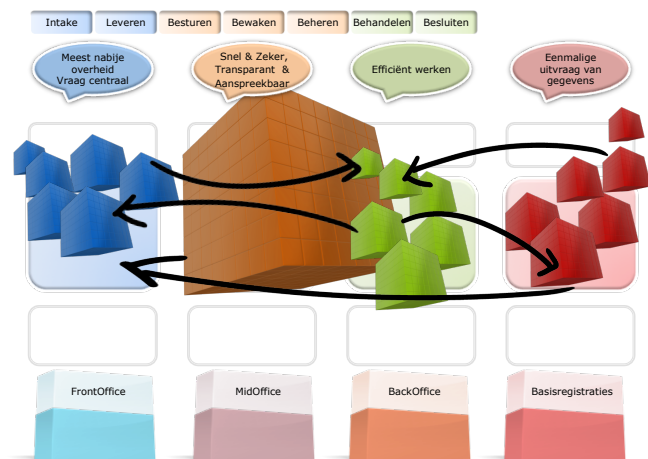 Intake
Leveren
Besturen
Bewaken
Beheren
Behandelen
Besluiten
Meest nabije
overheid
Vraag centraal
Snel & Zeker,
Transparant &
Aanspreekbaar
Efficiënt werken
Eenmalige
uitvraag van
gegevens
FrontOffice
MidOffice
BackOffice
Basisregistraties